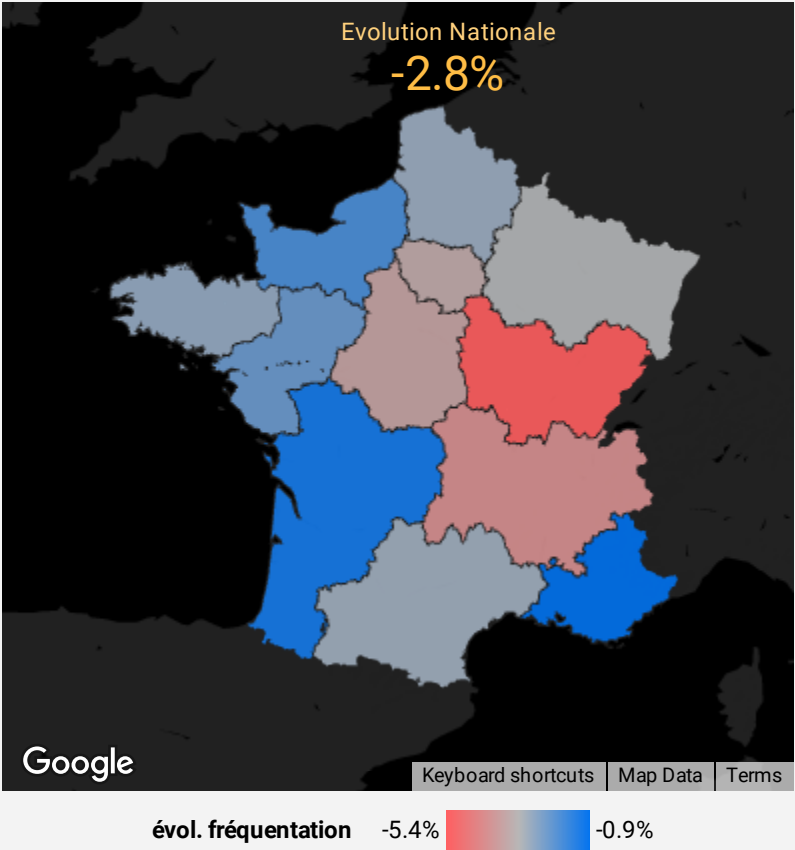 Evolution Nationale
-2.8%
Google
Keyboard shortcuts
Map Data
Terms
évol. fréquentation -5.4% -0.9%